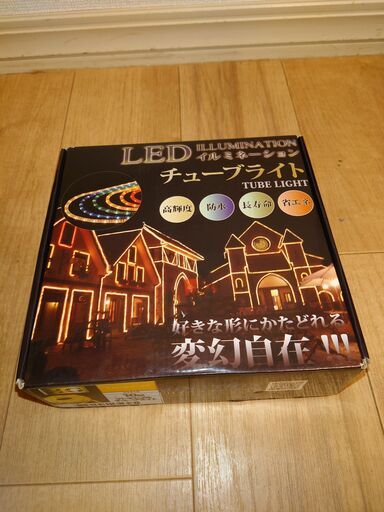 LED ILLUMINATION
イルミネーション
チューブライト
TUBE LIGHT
高輝度 防水 長寿命 省エネ
好きな形にかたどれる
変幻自在!!!